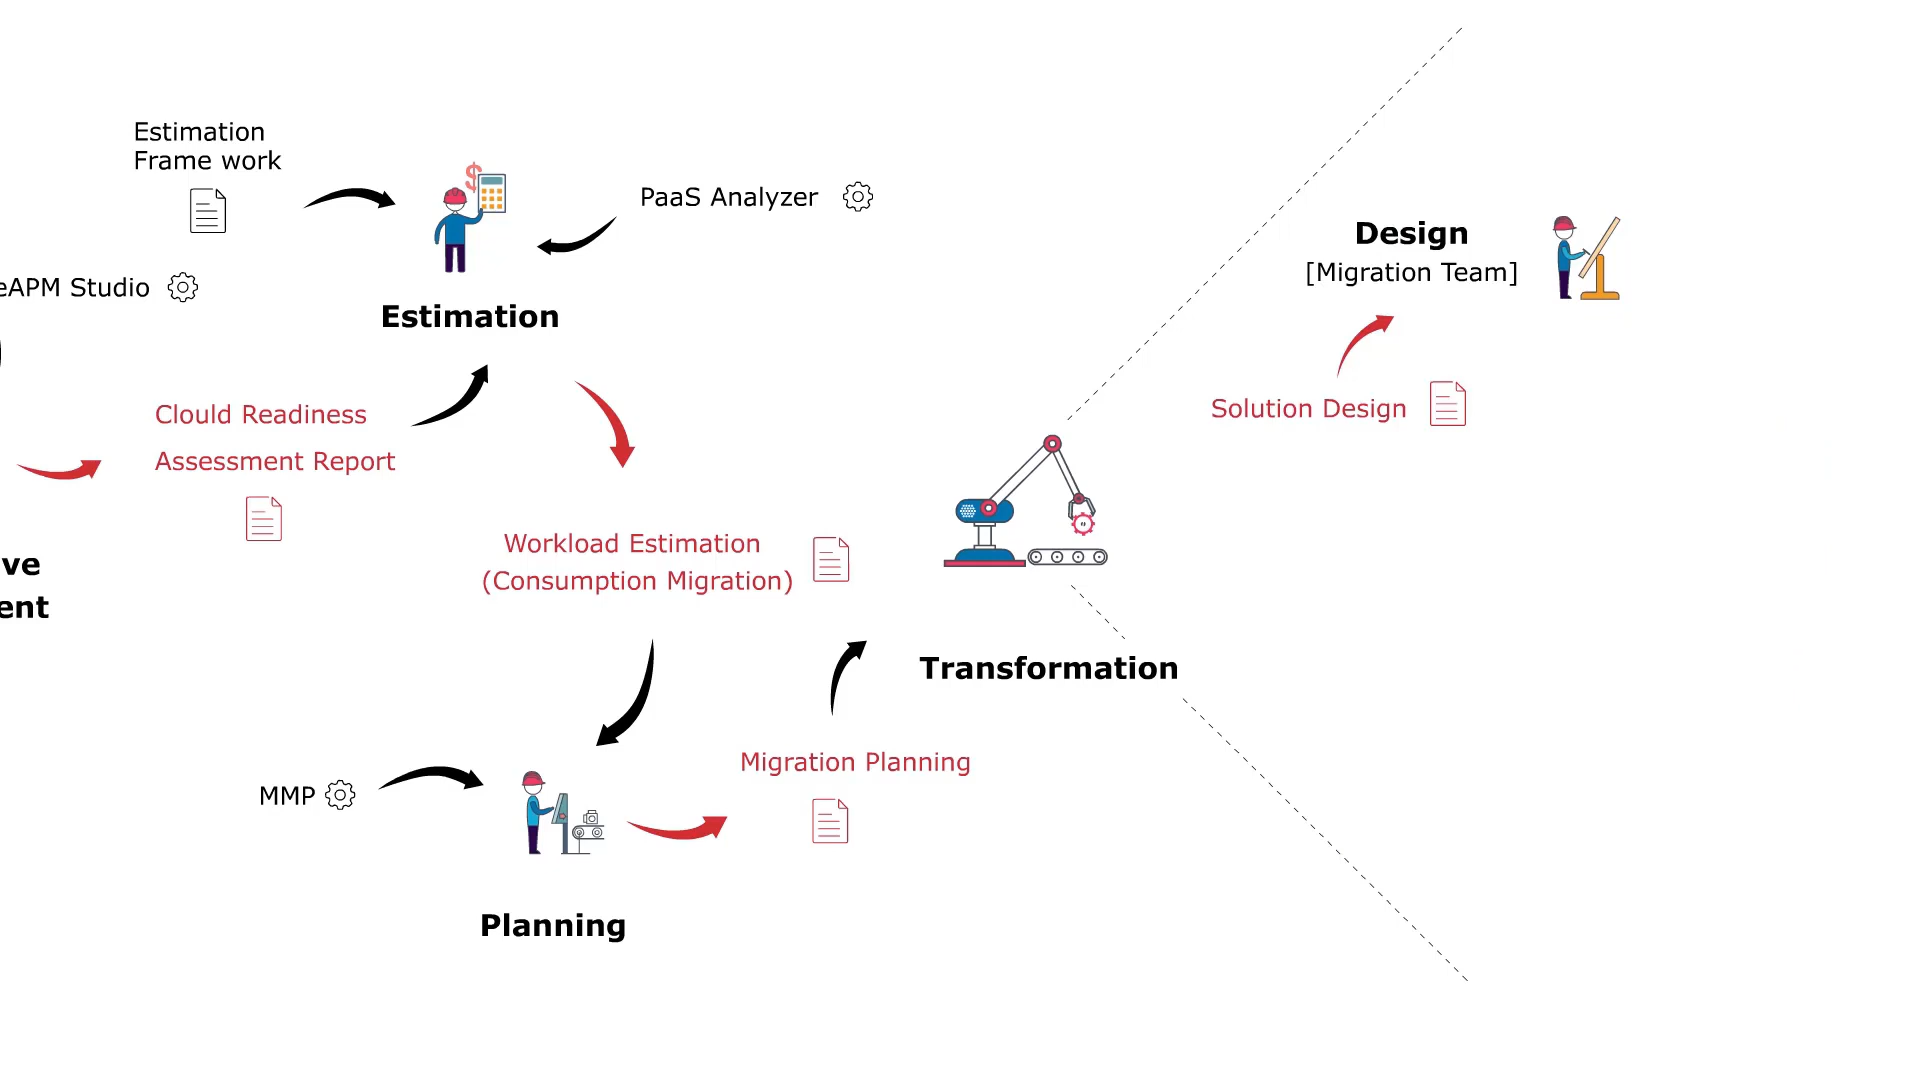 Estimation
Frame work
PaaS Analyzer
eAPM Studio
Estimation
$
Clould Readiness
Assessment Report
Workload Estimation
(Consumption Migration)
ve
ent
Design
[Migration Team]
Solution Design
Transformation
Migration Planning
MMP
Planning